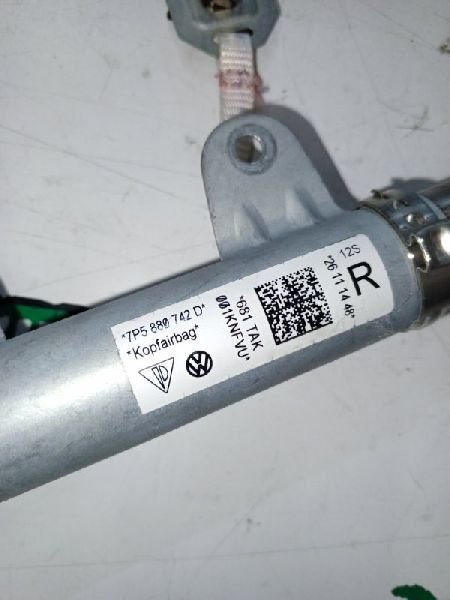 *7P5 880 742 D*
*Kopfairbag*
*681 TAK
001KNFVU*
12S
*26 11 14 48*
R